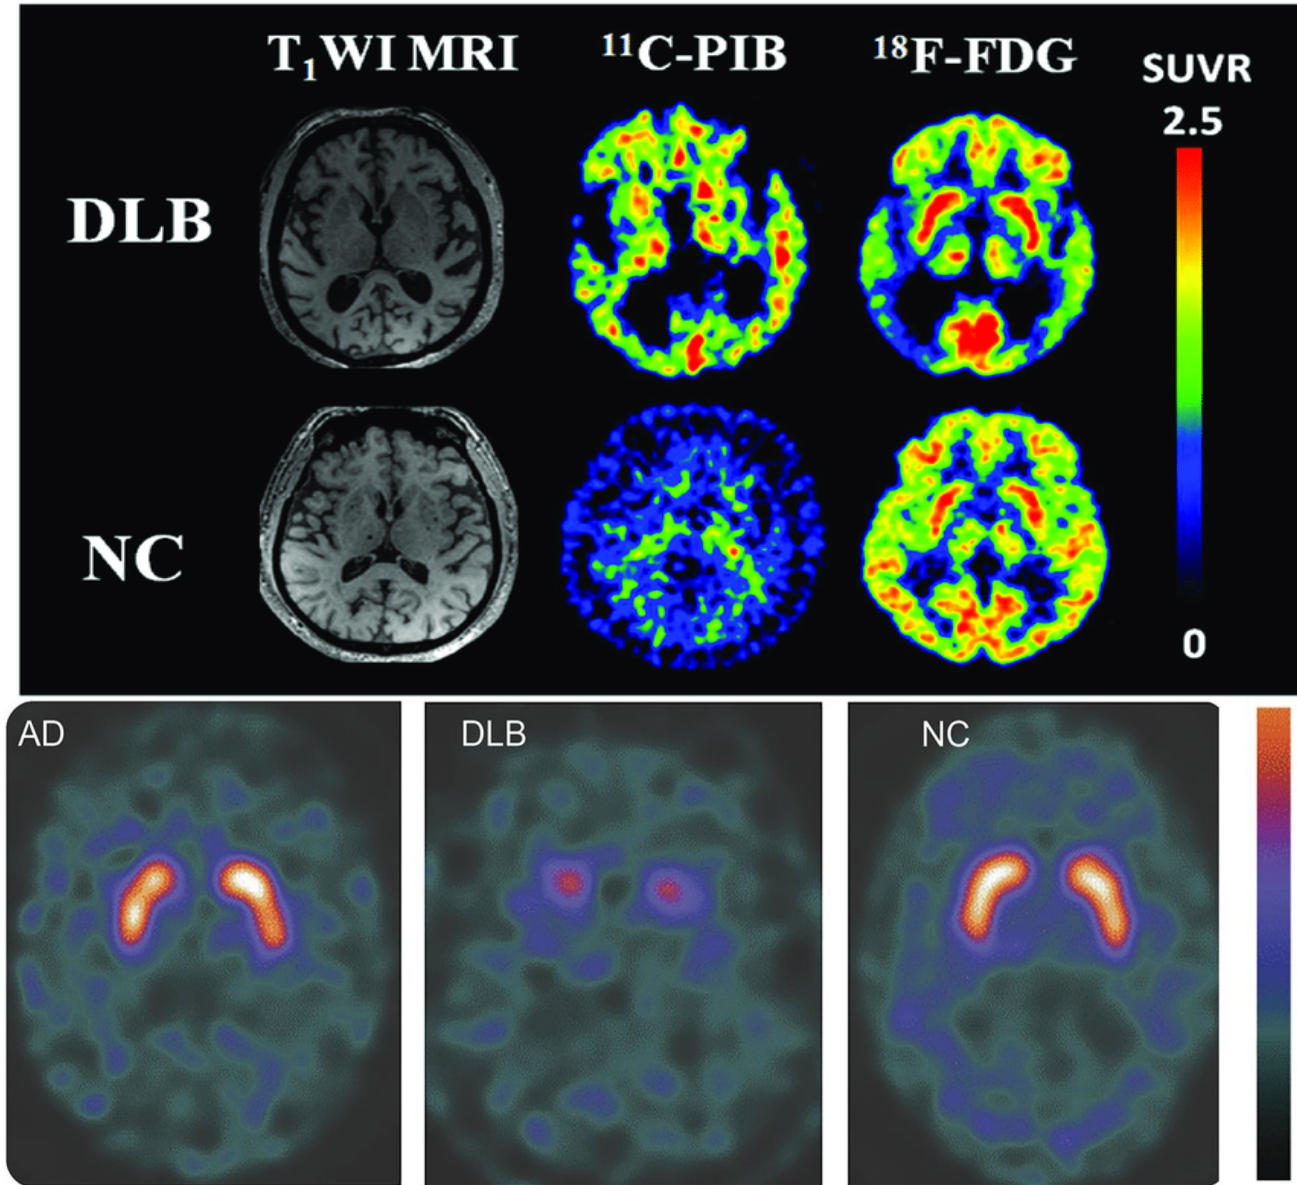 T₁WI MRI ¹¹C-PIB ¹⁸F-FDG SUVR
2.5
DLB
NC
0
AD DLB NC